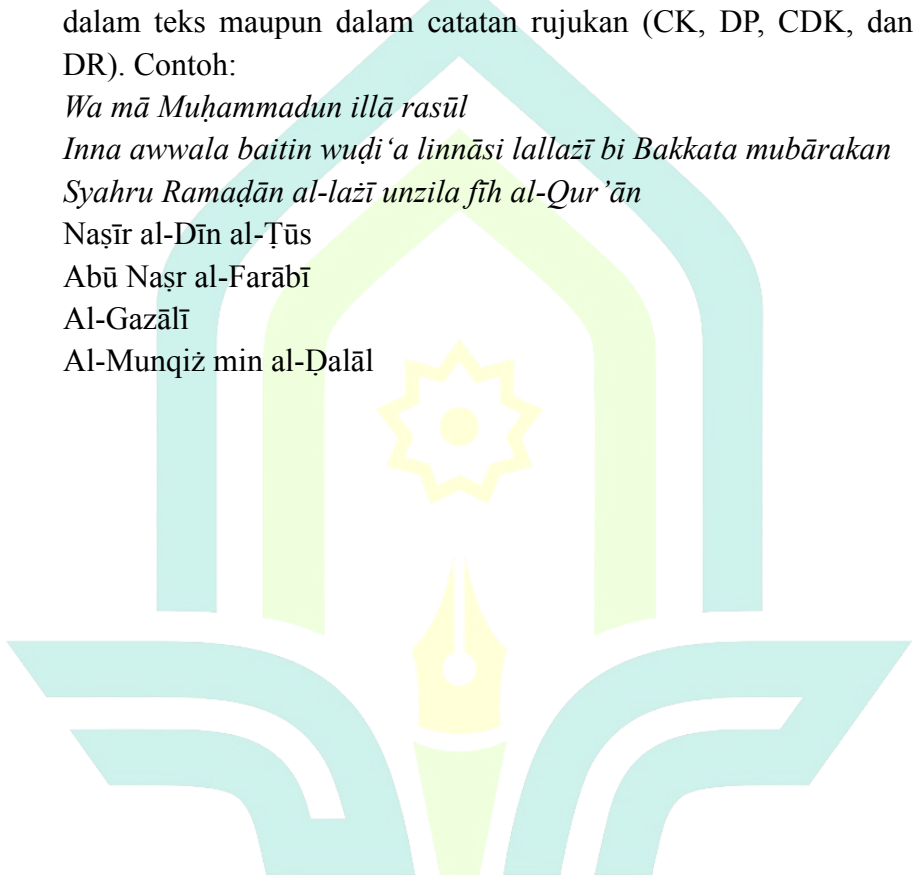 dalam teks maupun dalam catatan rujukan (CK, DP, CDK, dan
DR). Contoh:
Wa mā Muḥammadun illā rasūl
Inna awwala baitin wuḍi‘a linnāsi lallażī bi Bakkata mubārakan
Syahru Ramaḍān al-lażī unzila fīh al-Qur’ān
Naṣīr al-Dīn al-Ṭūs
Abū Naṣr al-Farābī
Al-Gazālī
Al-Munqiż min al-Ḍalāl